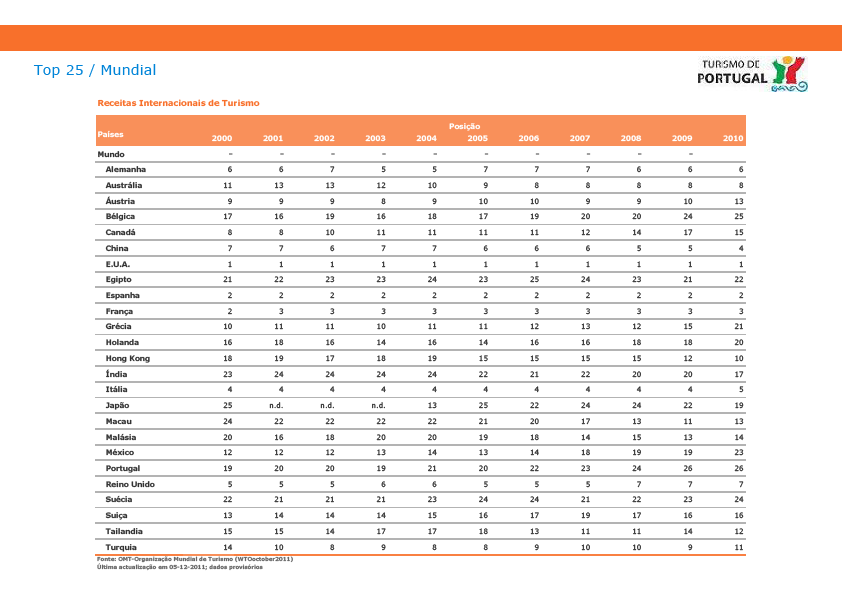 Top 25 / Mundial
TURISMO DE
PORTUGAL
Receitas Internacionais de Turismo
Posição
Países 2000 2001 2002 2003 2004 2005 2006 2007 2008 2009 2010
Mundo – – – – – – – – – –
Alemanha 6 6 7 5 5 7 7 7 6 6 6
Austrália 11 13 13 12 10 9 8 8 8 8 8
Áustria 9 9 9 8 9 10 10 9 9 10 13
Bélgica 17 16 19 16 18 17 19 20 20 24 25
Canadá 8 8 10 11 11 11 11 12 14 17 15
China 7 7 6 7 7 6 6 6 5 5 4
E.U.A. 1 1 1 1 1 1 1 1 1 1 1
Egipto 21 22 23 23 24 23 25 24 23 21 22
Espanha 2 2 2 2 2 2 2 2 2 2 2
França 2 3 3 3 3 3 3 3 3 3 3
Grécia 10 11 11 10 11 11 12 13 12 15 21
Holanda 16 18 16 14 16 14 16 16 18 18 20
Hong Kong 18 19 17 18 19 15 15 15 15 12 10
Índia 23 24 24 24 24 22 21 22 20 20 17
Itália 4 4 4 4 4 4 4 4 4 4 5
Japão 25 n.d. n.d. n.d. 13 25 22 24 24 22 19
Macau 24 22 22 22 22 21 20 17 13 11 13
Malásia 20 16 18 20 20 19 18 14 15 13 14
México 12 12 12 13 14 13 14 18 19 19 23
Portugal 19 20 20 19 21 20 22 23 24 26 26
Reino Unido 5 5 5 6 6 5 5 5 7 7 7
Suécia 22 21 21 21 23 24 24 21 22 23 24
Suiça 13 14 14 14 15 16 17 19 17 16 16
Tailandia 15 15 14 17 17 18 13 11 11 14 12
Turquia 14 10 8 9 8 8 9 10 10 9 11
Fonte: OMT-Organização Mundial de Turismo (WTOoctober2011)
Última actualização em 05-12-2011; dados provisórios